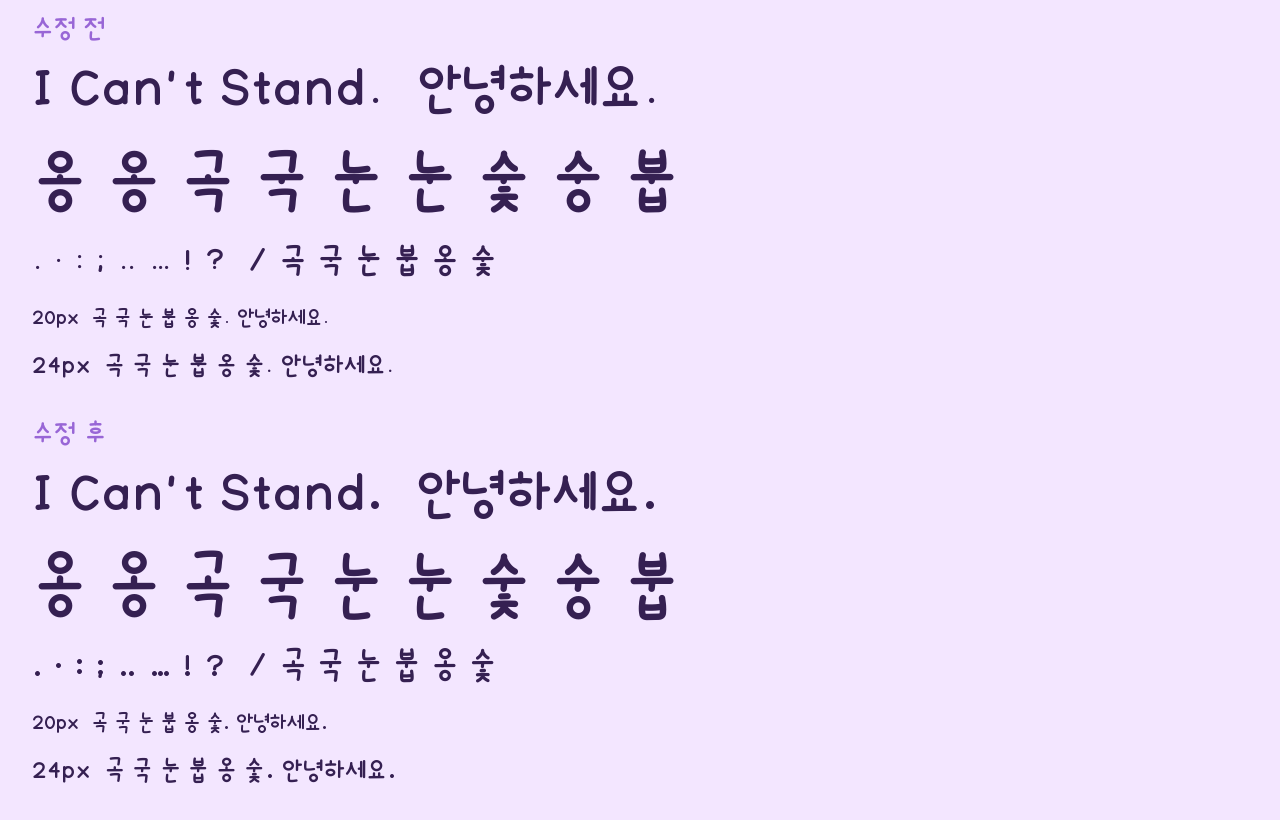 수정 전
I Can't Stand. 안녕하세요.
옹 옹 곡 국 눈 눈 숯 숭 붑
. · : ; .. … ! ? / 곡 국 눈 붑 옹 숯
20px 곡 국 눈 붑 옹 숯. 안녕하세요.
24px 곡 국 눈 붑 옹 숯. 안녕하세요.
수정 후
I Can't Stand. 안녕하세요.
옹 옹 곡 국 눈 눈 숯 숭 붑
. · : ; .. … ! ? / 곡 국 눈 붑 옹 숯
20px 곡 국 눈 붑 옹 숯. 안녕하세요.
24px 곡 국 눈 붑 옹 숯. 안녕하세요.